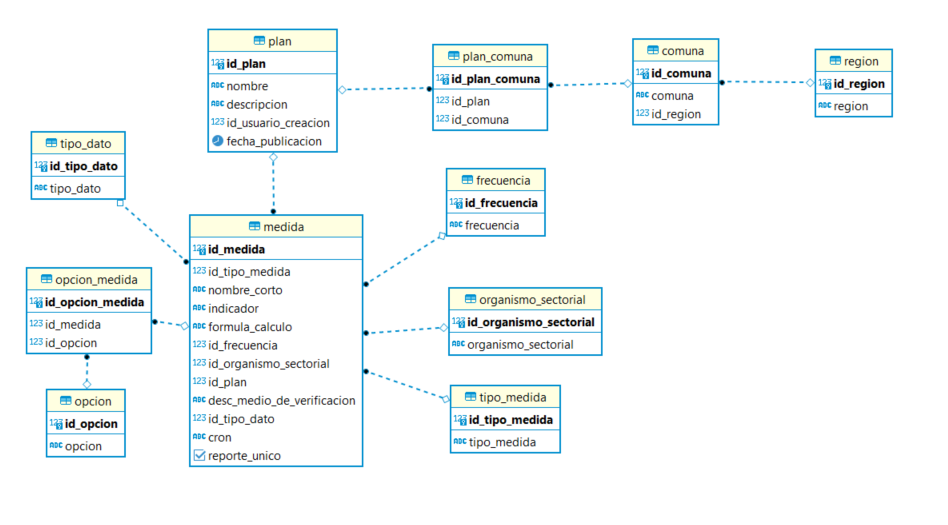 plan
123 id_plan
ABC nombre
ABC descripcion
123 id_usuario_creacion
fecha_publicacion
plan_comuna
123 id_plan_comuna
123 id_plan
123 id_comuna
comuna
123 id_comuna
ABC comuna
123 id_region
region
123 id_region
ABC region
tipo_dato
123 id_tipo_dato
ABC tipo_dato
frecuencia
123 id_frecuencia
ABC frecuencia
medida
123 id_medida
123 id_tipo_medida
ABC nombre_corto
ABC indicador
ABC formula_calculo
123 id_frecuencia
123 id_organismo_sectorial
123 id_plan
ABC desc_medio_de_verificacion
123 id_tipo_dato
ABC cron
reporte_unico
opcion_medida
123 id_opcion_medida
123 id_medida
123 id_opcion
organismo_sectorial
123 id_organismo_sectorial
ABC organismo_sectorial
opcion
123 id_opcion
ABC opcion
tipo_medida
123 id_tipo_medida
ABC tipo_medida